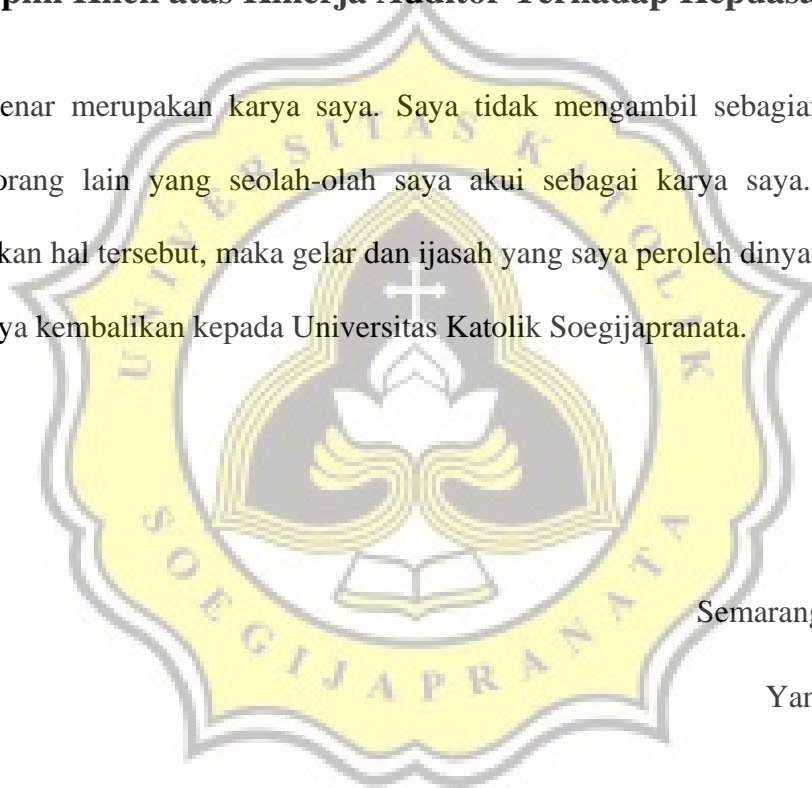 Klien atas Kinerja Auditor Terhadap Kepuasa
enar merupakan karya saya. Saya tidak mengambil sebagian
orang lain yang seolah-olah saya akui sebagai karya saya.
kan hal tersebut, maka gelar dan ijasah yang saya peroleh dinya
ya kembalikan kepada Universitas Katolik Soegijapranata.
UNIVERSITAS KATOLIK
SOEGIJAPRANATA
Semarang
Yan